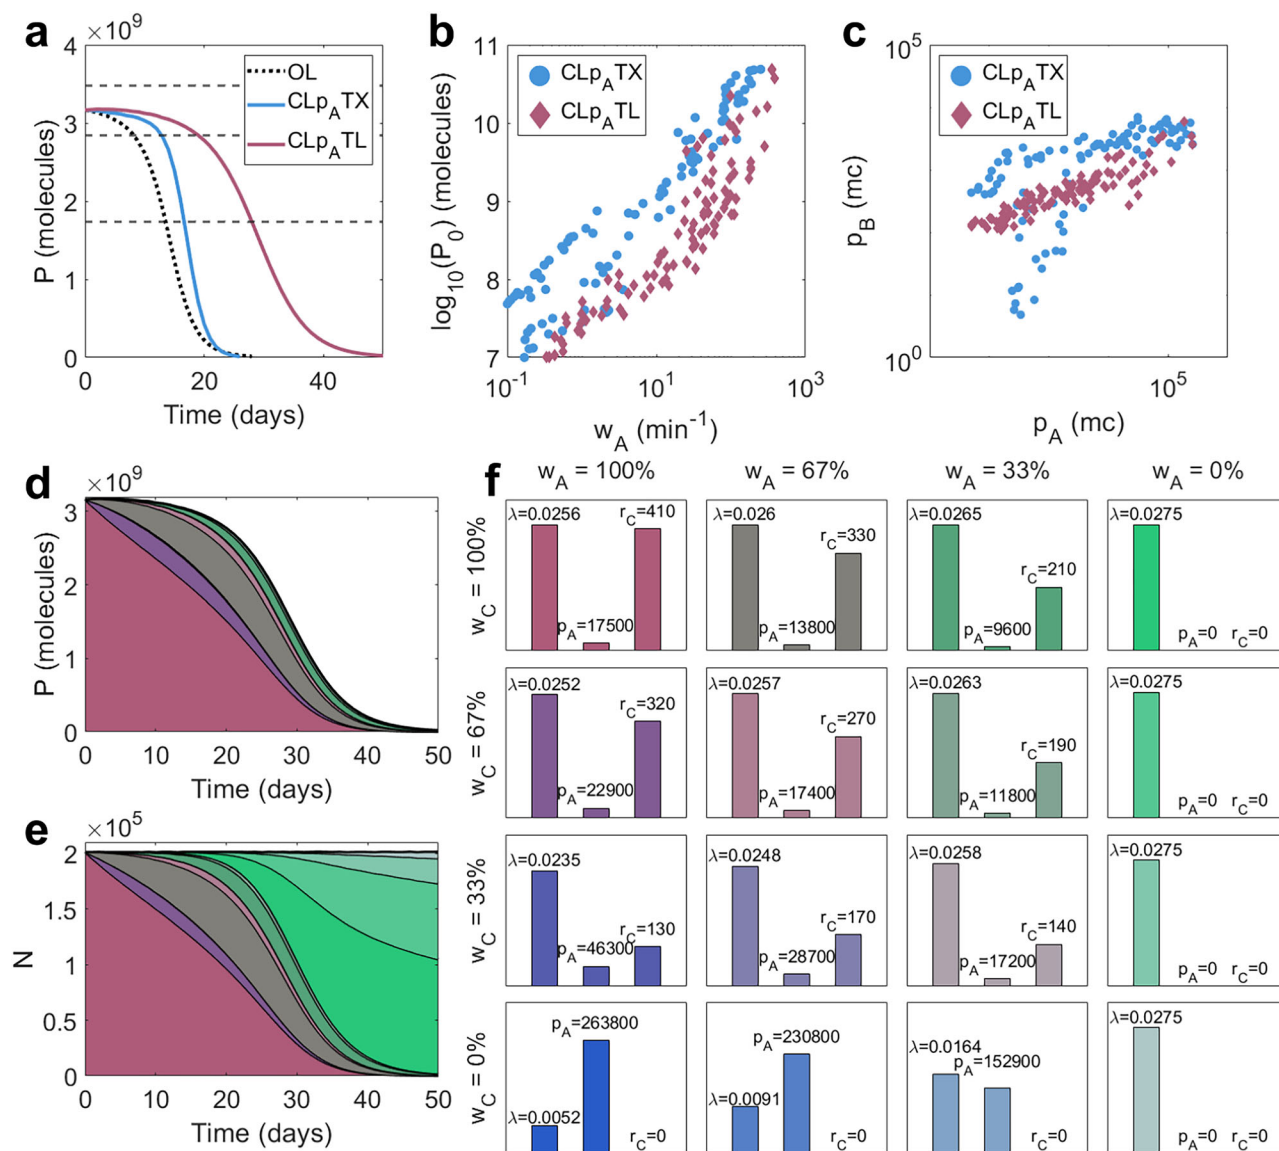 a
×10⁹
4
3
2
1
0
P (molecules)
OL
CLp_ATX
CLp_ATL
0 20 40
Time (days)
b
11
10
9
8
7
log₁₀(P₀) (molecules)
CLp_ATX
CLp_ATL
10⁻¹ 10¹ 10³
w_A (min⁻¹)
c
10⁵
10⁰
p_B (mc)
CLp_ATX
CLp_ATL
10⁵
p_A (mc)
d
×10⁹
3
2
1
0
P (molecules)
0 10 20 30 40 50
Time (days)
e
×10⁵
2
1.5
1
0.5
0
N
0 10 20 30 40 50
Time (days)
f
w_A = 100% w_A = 67% w_A = 33% w_A = 0%
w_C = 100%
λ=0.0256 p_A=17500 r_C=410
λ=0.026 p_A=13800 r_C=330
λ=0.0265 p_A=9600 r_C=210
λ=0.0275 p_A=0 r_C=0
w_C = 67%
λ=0.0252 p_A=22900 r_C=320
λ=0.0257 p_A=17400 r_C=270
λ=0.0263 p_A=11800 r_C=190
λ=0.0275 p_A=0 r_C=0
w_C = 33%
λ=0.0235 p_A=46300 r_C=130
λ=0.0248 p_A=28700 r_C=170
λ=0.0258 p_A=17200 r_C=140
λ=0.0275 p_A=0 r_C=0
w_C = 0%
λ=0.0052 p_A=263800 r_C=0
λ=0.0091 p_A=230800 r_C=0
λ=0.0164 p_A=152900 r_C=0
λ=0.0275 p_A=0 r_C=0